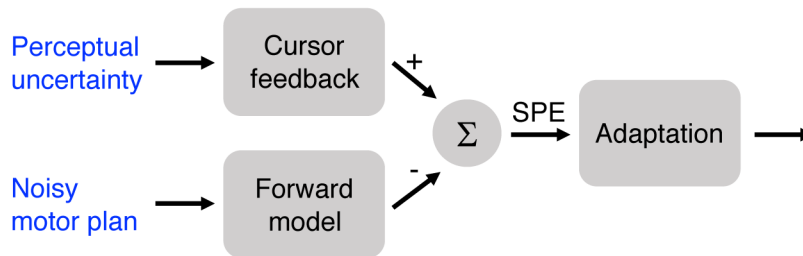 Perceptual
uncertainty
Cursor
feedback
+
Σ
SPE
Adaptation
-
Noisy
motor plan
Forward
model